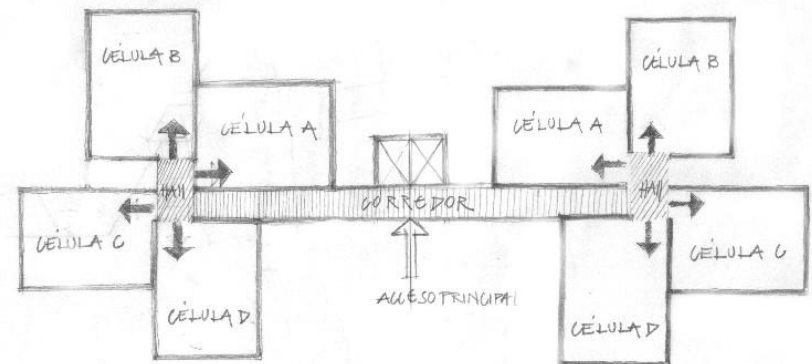 CÉLULA B
CÉLULA B
CÉLULA A
CÉLULA A
HALL
HALL
CORREDOR
CÉLULA C
CÉLULA C
ACCESO PRINCIPAL
CÉLULA D
CÉLULA D